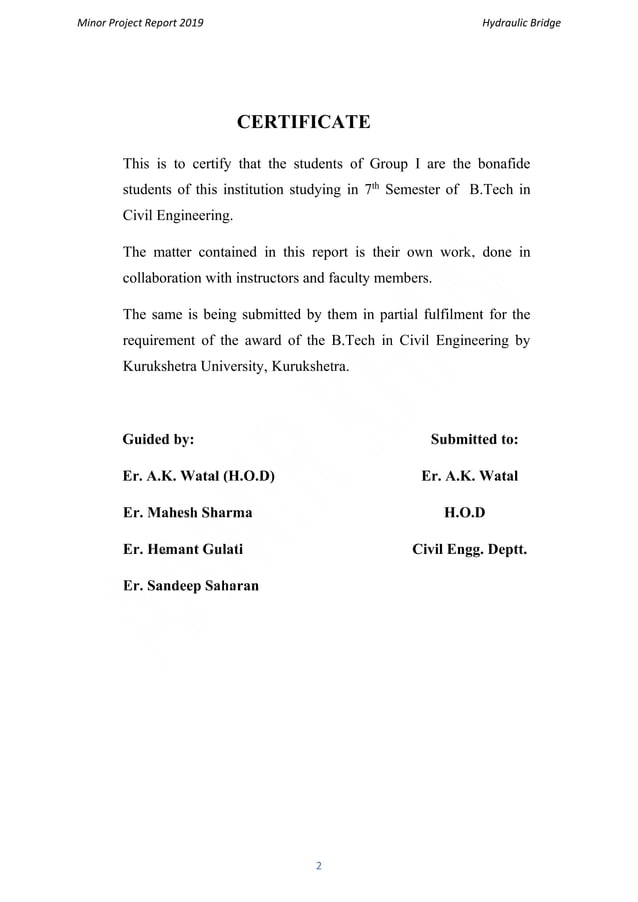 Minor Project Report 2019 Hydraulic Bridge
CERTIFICATE
This is to certify that the students of Group I are the bonafide
students of this institution studying in 7th Semester of B.Tech in
Civil Engineering.
The matter contained in this report is their own work, done in
collaboration with instructors and faculty members.
The same is being submitted by them in partial fulfilment for the
requirement of the award of the B.Tech in Civil Engineering by
Kurukshetra University, Kurukshetra.
Guided by: Submitted to:
Er. A.K. Watal (H.O.D) Er. A.K. Watal
Er. Mahesh Sharma H.O.D
Er. Hemant Gulati Civil Engg. Deptt.
Er. Sandeep Saharan
2